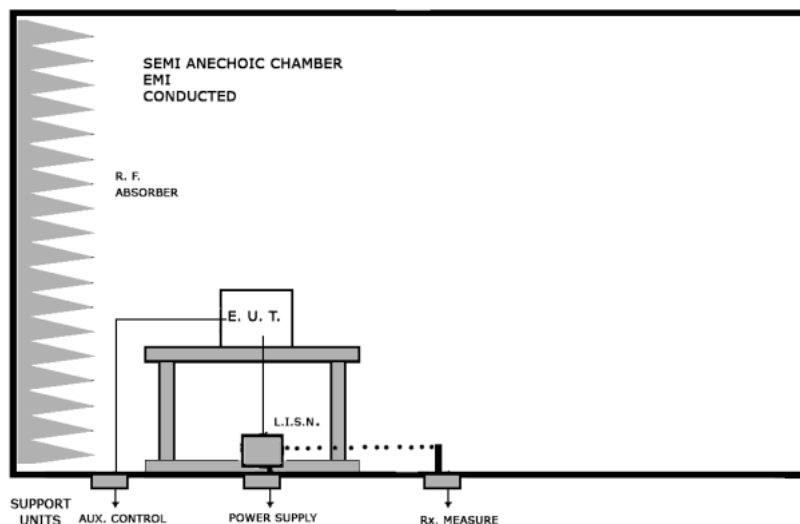 SEMI ANECHOIC CHAMBER
EMI
CONDUCTED
R. F.
ABSORBER
E. U. T.
L.I.S.N.
SUPPORT
UNITS
AUX. CONTROL
POWER SUPPLY
Rx. MEASURE